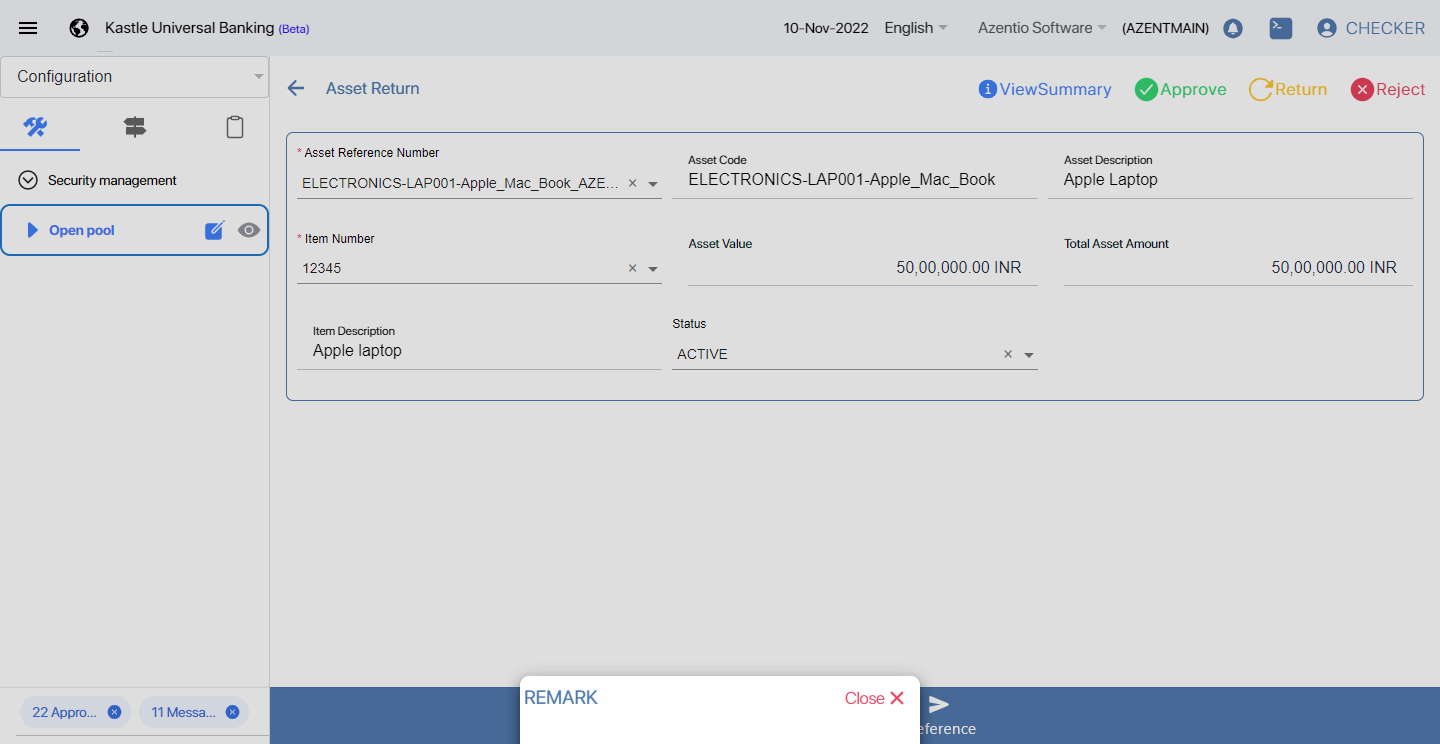 Kastle Universal Banking (Beta)
10-Nov-2022
English
Azentio Software
(AZENTMAIN)
CHECKER
Configuration
Asset Return
ViewSummary
Approve
Return
Reject
Security management
Open pool
* Asset Reference Number
ELECTRONICS-LAP001-Apple_Mac_Book_AZE...
Asset Code
ELECTRONICS-LAP001-Apple_Mac_Book
Asset Description
Apple Laptop
* Item Number
12345
Asset Value
50,00,000.00 INR
Total Asset Amount
50,00,000.00 INR
Item Description
Apple laptop
Status
ACTIVE
22 Appro...
11 Messa...
REMARK
Close
eference